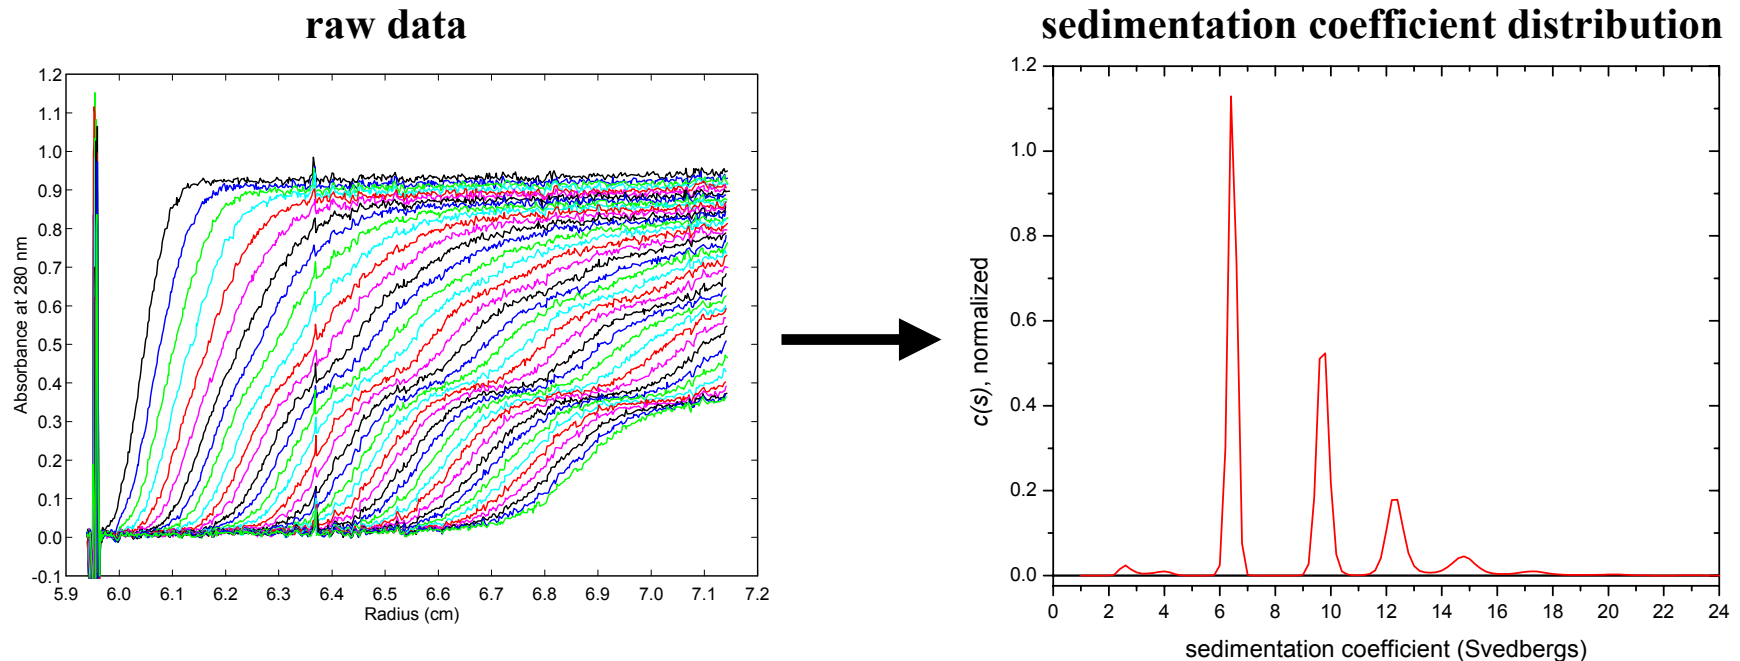 raw data
sedimentation coefficient distribution
1.2
1.1
1.0
0.9
0.8
0.7
0.6
0.5
0.4
0.3
0.2
0.1
0.0
-0.1
Absorbance at 280 nm
5.9 6.0 6.1 6.2 6.3 6.4 6.5 6.6 6.7 6.8 6.9 7.0 7.1 7.2
Radius (cm)
1.2
1.0
0.8
0.6
0.4
0.2
0.0
c(s), normalized
0 2 4 6 8 10 12 14 16 18 20 22 24
sedimentation coefficient (Svedbergs)